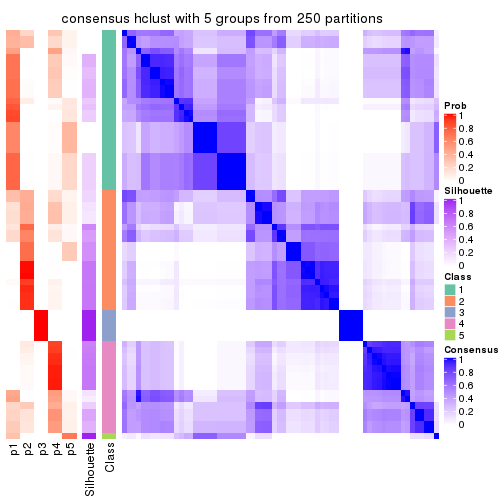 consensus hclust with 5 groups from 250 partitions
Prob
1
0.8
0.6
0.4
0.2
0
Silhouette
1
0.8
0.6
0.4
0.2
0
Class
1
2
3
4
5
Consensus
1
0.8
0.6
0.4
0.2
0
p1
p2
p3
p4
p5
Silhouette
Class